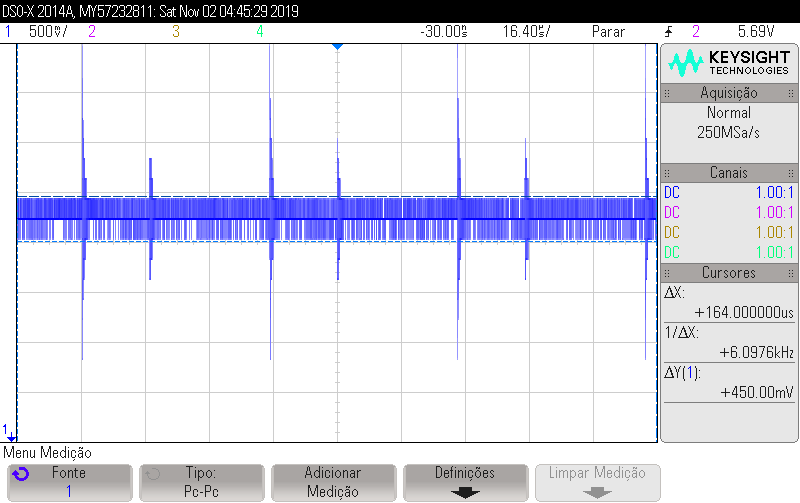 DSO-X 2014A, MY57232811: Sat Nov 02 04:45:29 2019
1 500mV/ 2 3 4 -30.00ms 16.40ms/ Parar 2 5.69V
KEYSIGHT
TECHNOLOGIES
Aquisição
Normal
250MSa/s
Canais
DC 1.00:1
DC 1.00:1
DC 1.00:1
DC 1.00:1
Cursores
ΔX:
+164.000000us
1/ΔX:
+6.0976kHz
ΔY(1):
+450.00mV
1
Menu Medição
Fonte
1
Tipo:
Pc-Pc
Adicionar
Medição
Definições
Limpar Medição